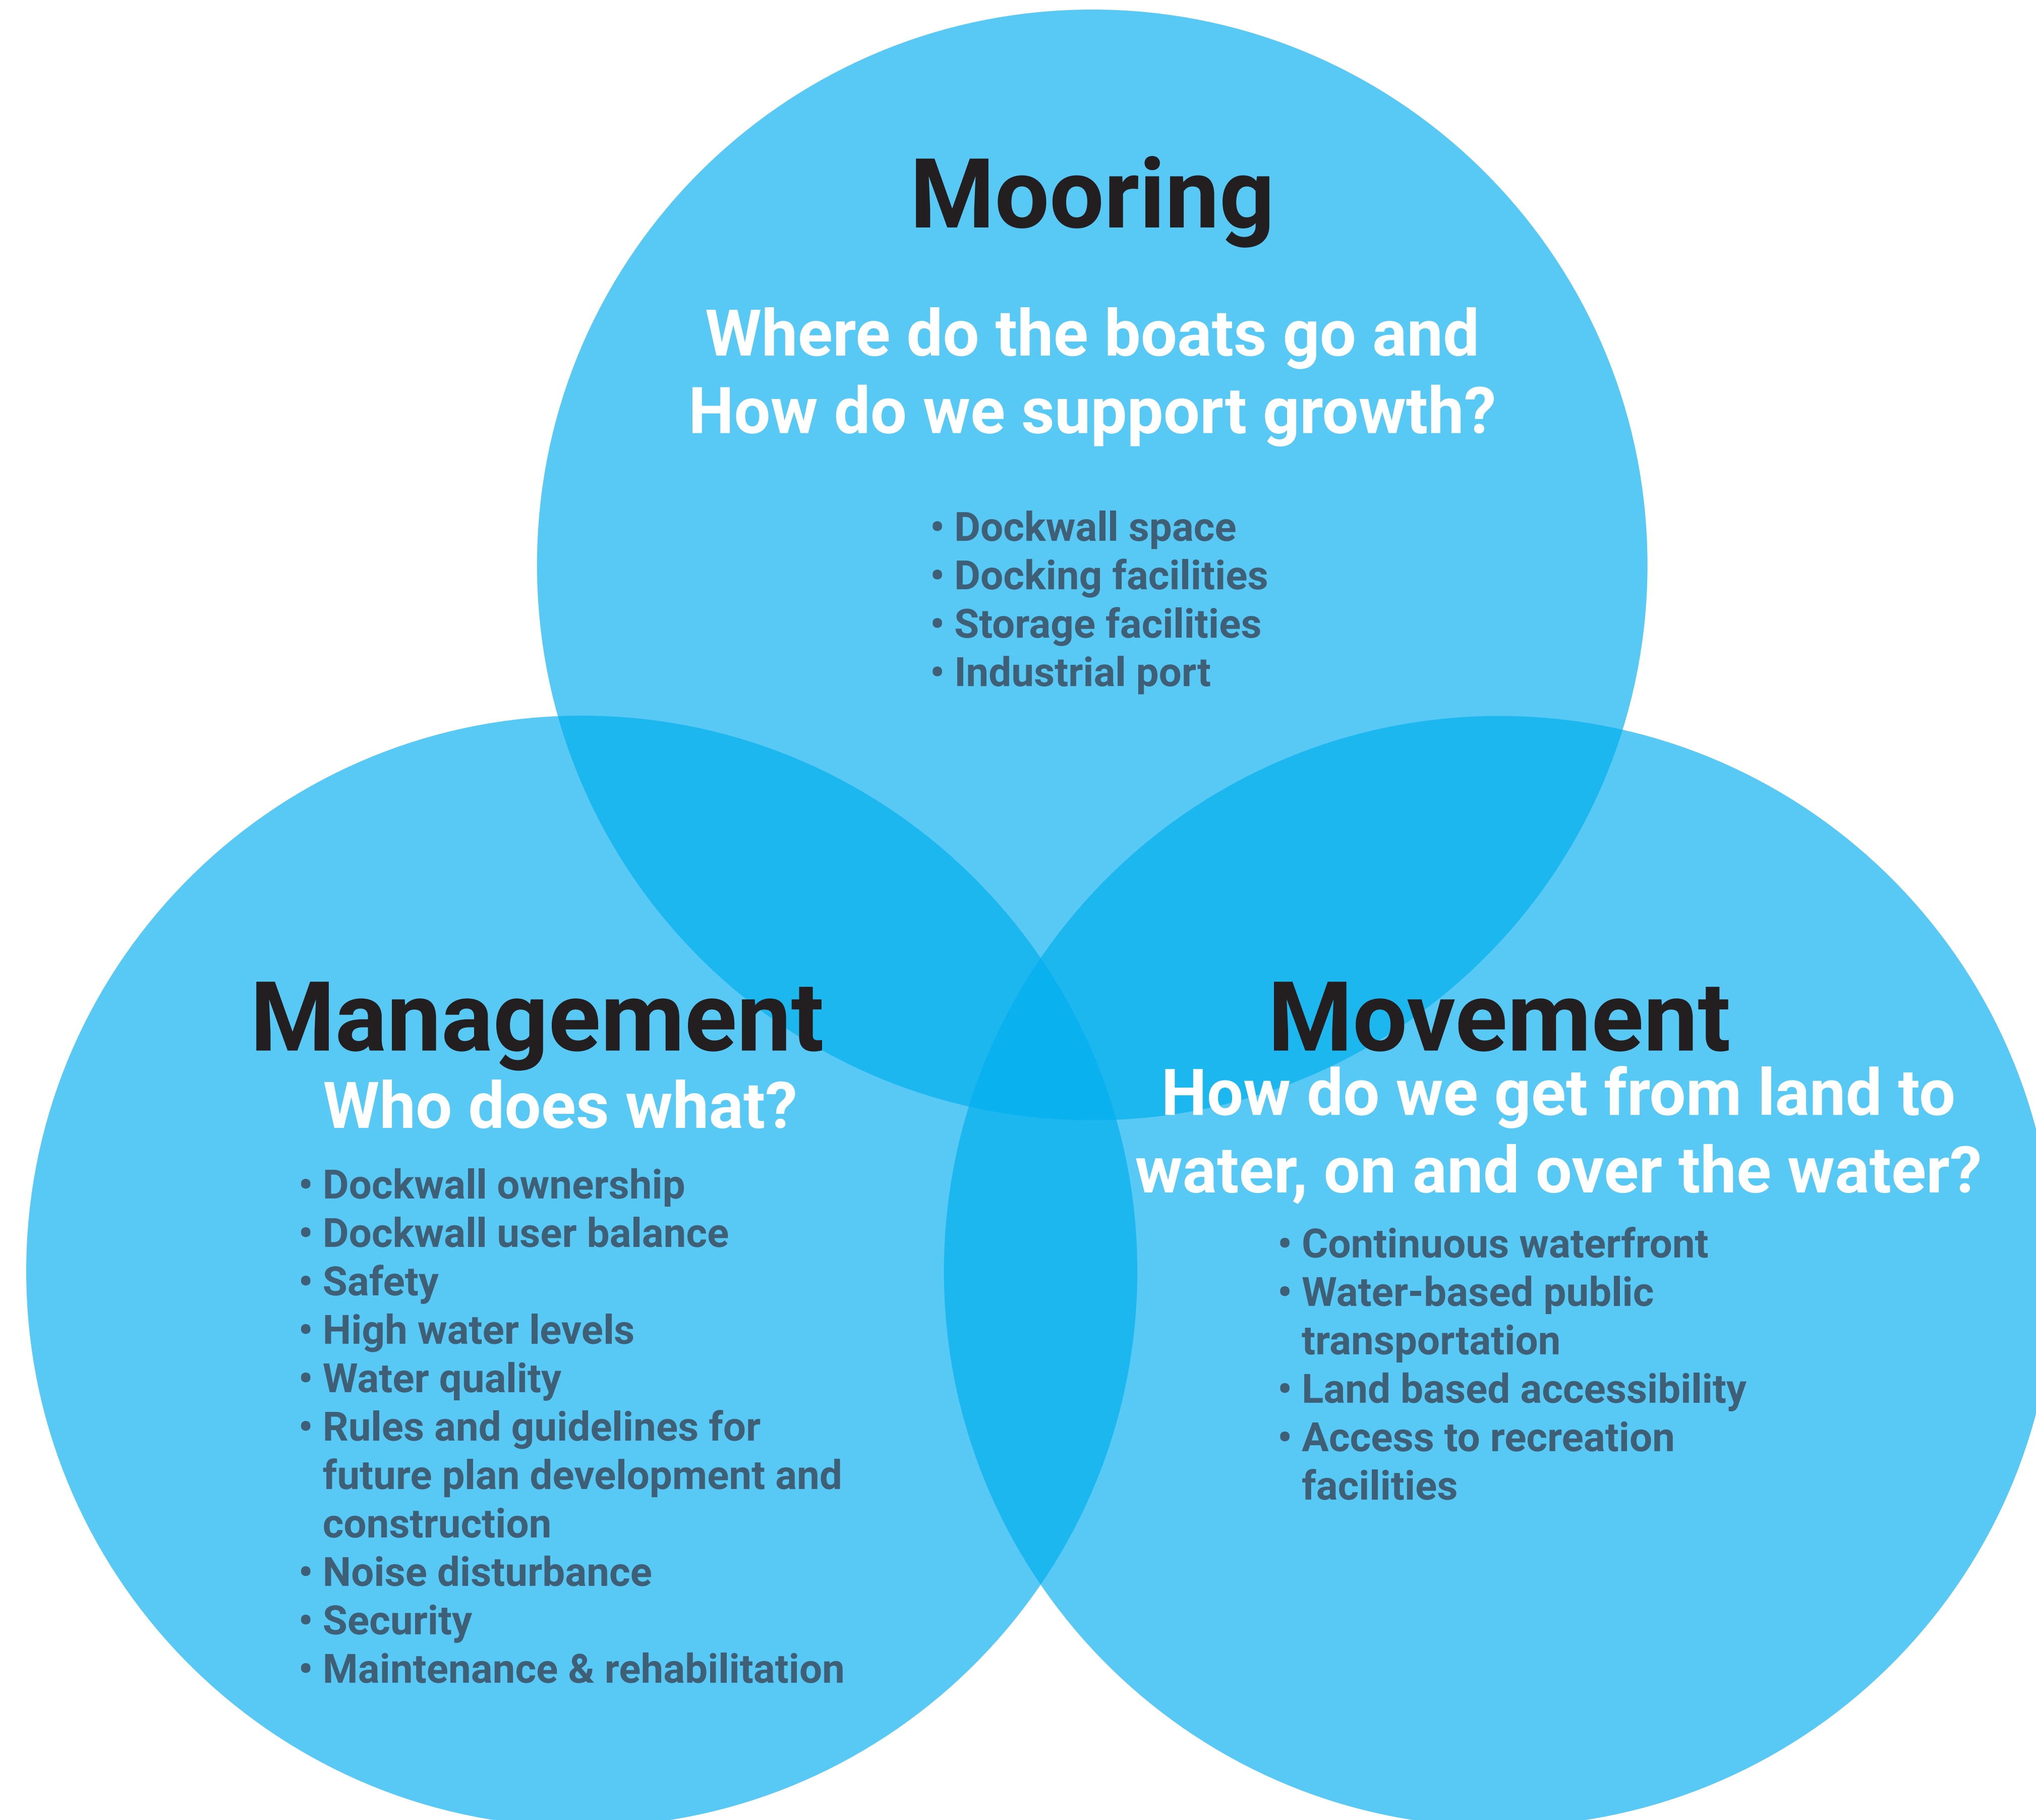 Mooring
Where do the boats go and
How do we support growth?
• Dockwall space
• Docking facilities
• Storage facilities
• Industrial port
Management
Who does what?
• Dockwall ownership
• Dockwall user balance
• Safety
• High water levels
• Water quality
• Rules and guidelines for
future plan development and
construction
• Noise disturbance
• Security
• Maintenance & rehabilitation
Movement
How do we get from land to
water, on and over the water?
• Continuous waterfront
• Water-based public
transportation
• Land based accessibility
• Access to recreation
facilities